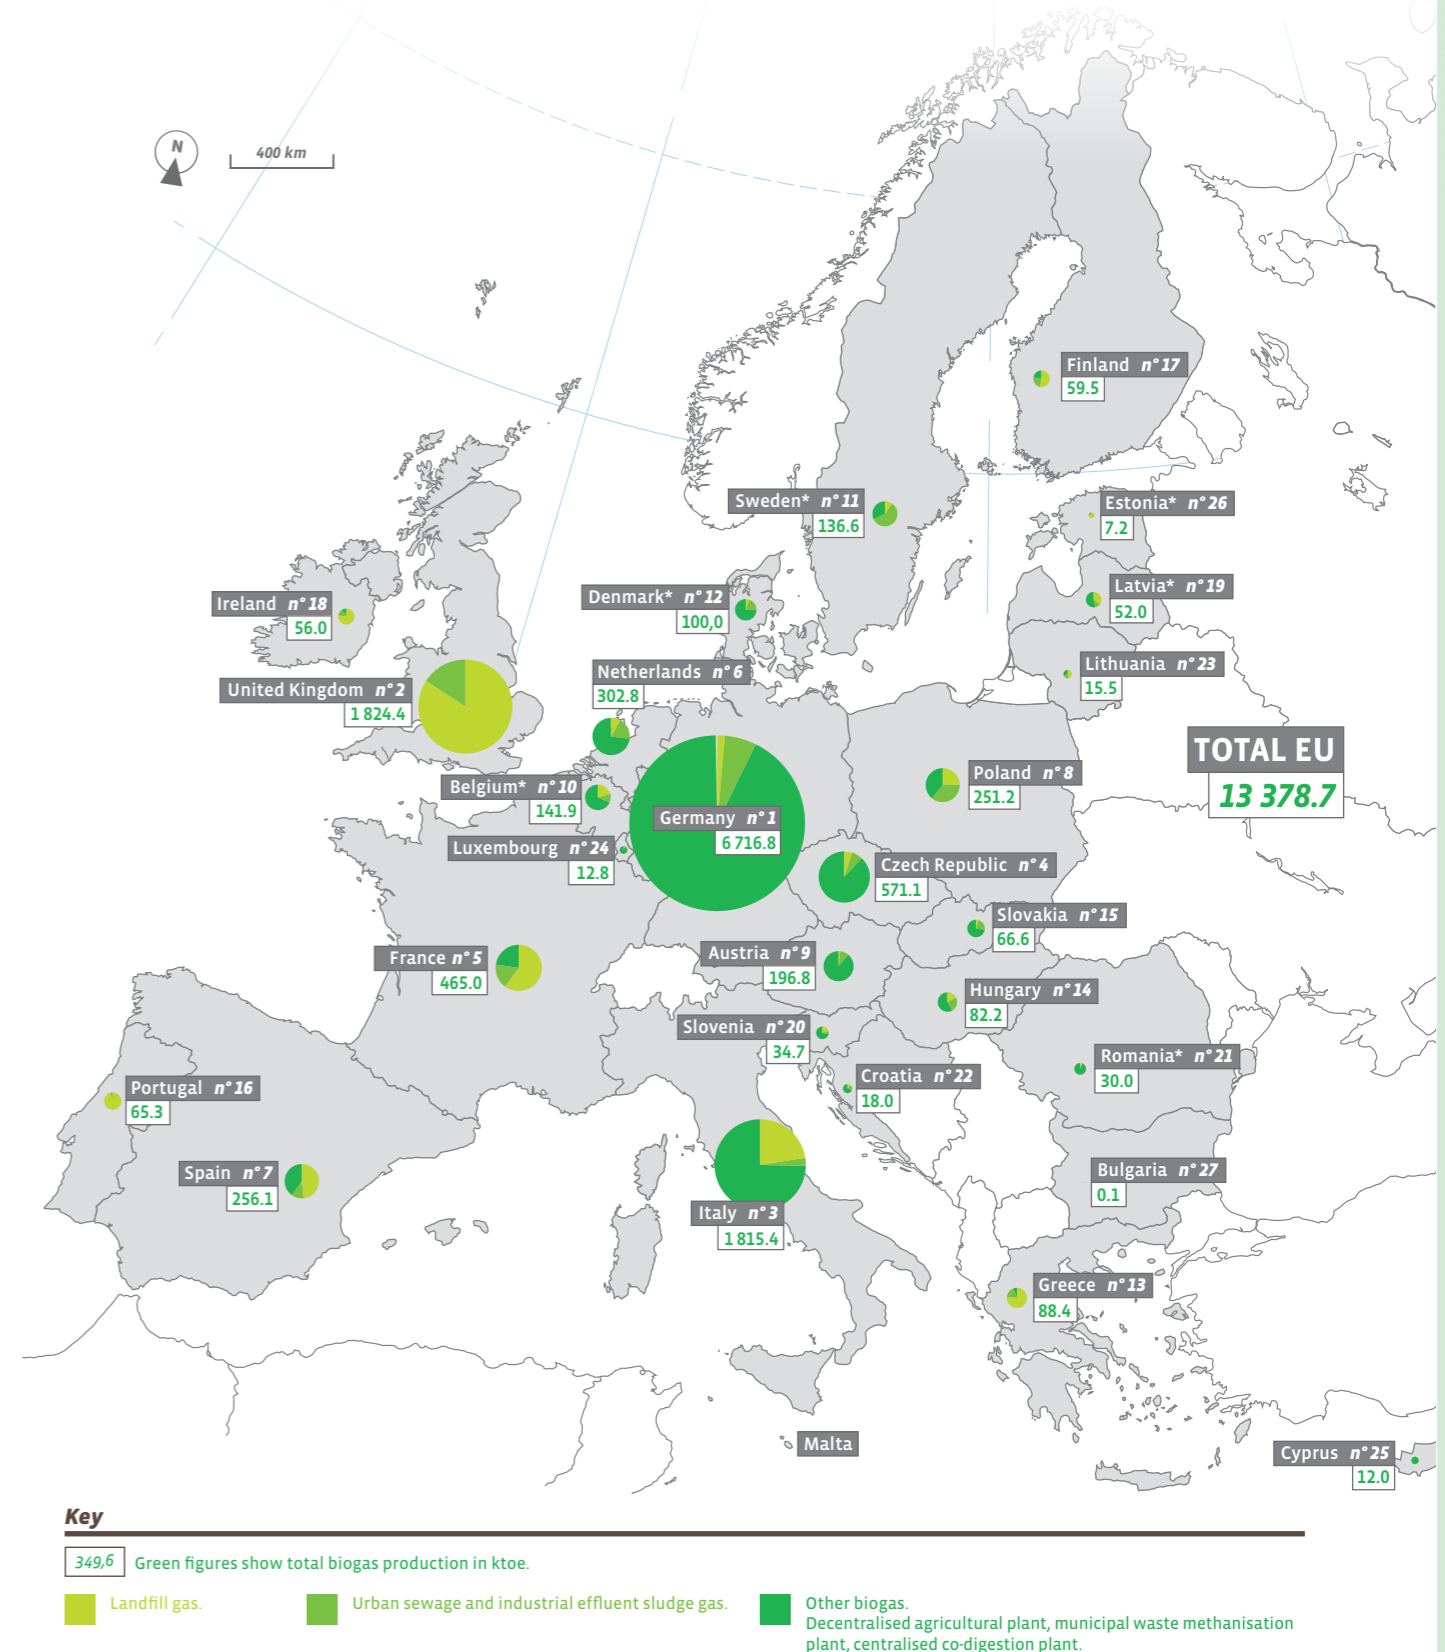 N
400 km
Finland n°17
59.5
Sweden* n°11
136.6
Estonia* n°26
7.2
Latvia* n°19
52.0
Denmark* n°12
100,0
Ireland n°18
56.0
Lithuania n°23
15.5
Netherlands n°6
302.8
United Kingdom n°2
1 824.4
TOTAL EU
13 378.7
Poland n°8
251.2
Belgium* n°10
141.9
Germany n°1
6 716.8
Luxembourg n°24
12.8
Czech Republic n°4
571.1
Slovakia n°15
66.6
France n°5
465.0
Austria n°9
196.8
Hungary n°14
82.2
Slovenia n°20
34.7
Romania* n°21
30.0
Croatia n°22
18.0
Portugal n°16
65.3
Spain n°7
256.1
Bulgaria n°27
0.1
Italy n°3
1 815.4
Greece n°13
88.4
Malta
Cyprus n°25
12.0
Key
349,6 Green figures show total biogas production in ktoe.
Landfill gas.
Urban sewage and industrial effluent sludge gas.
Other biogas.
Decentralised agricultural plant, municipal waste methanisation
plant, centralised co-digestion plant.